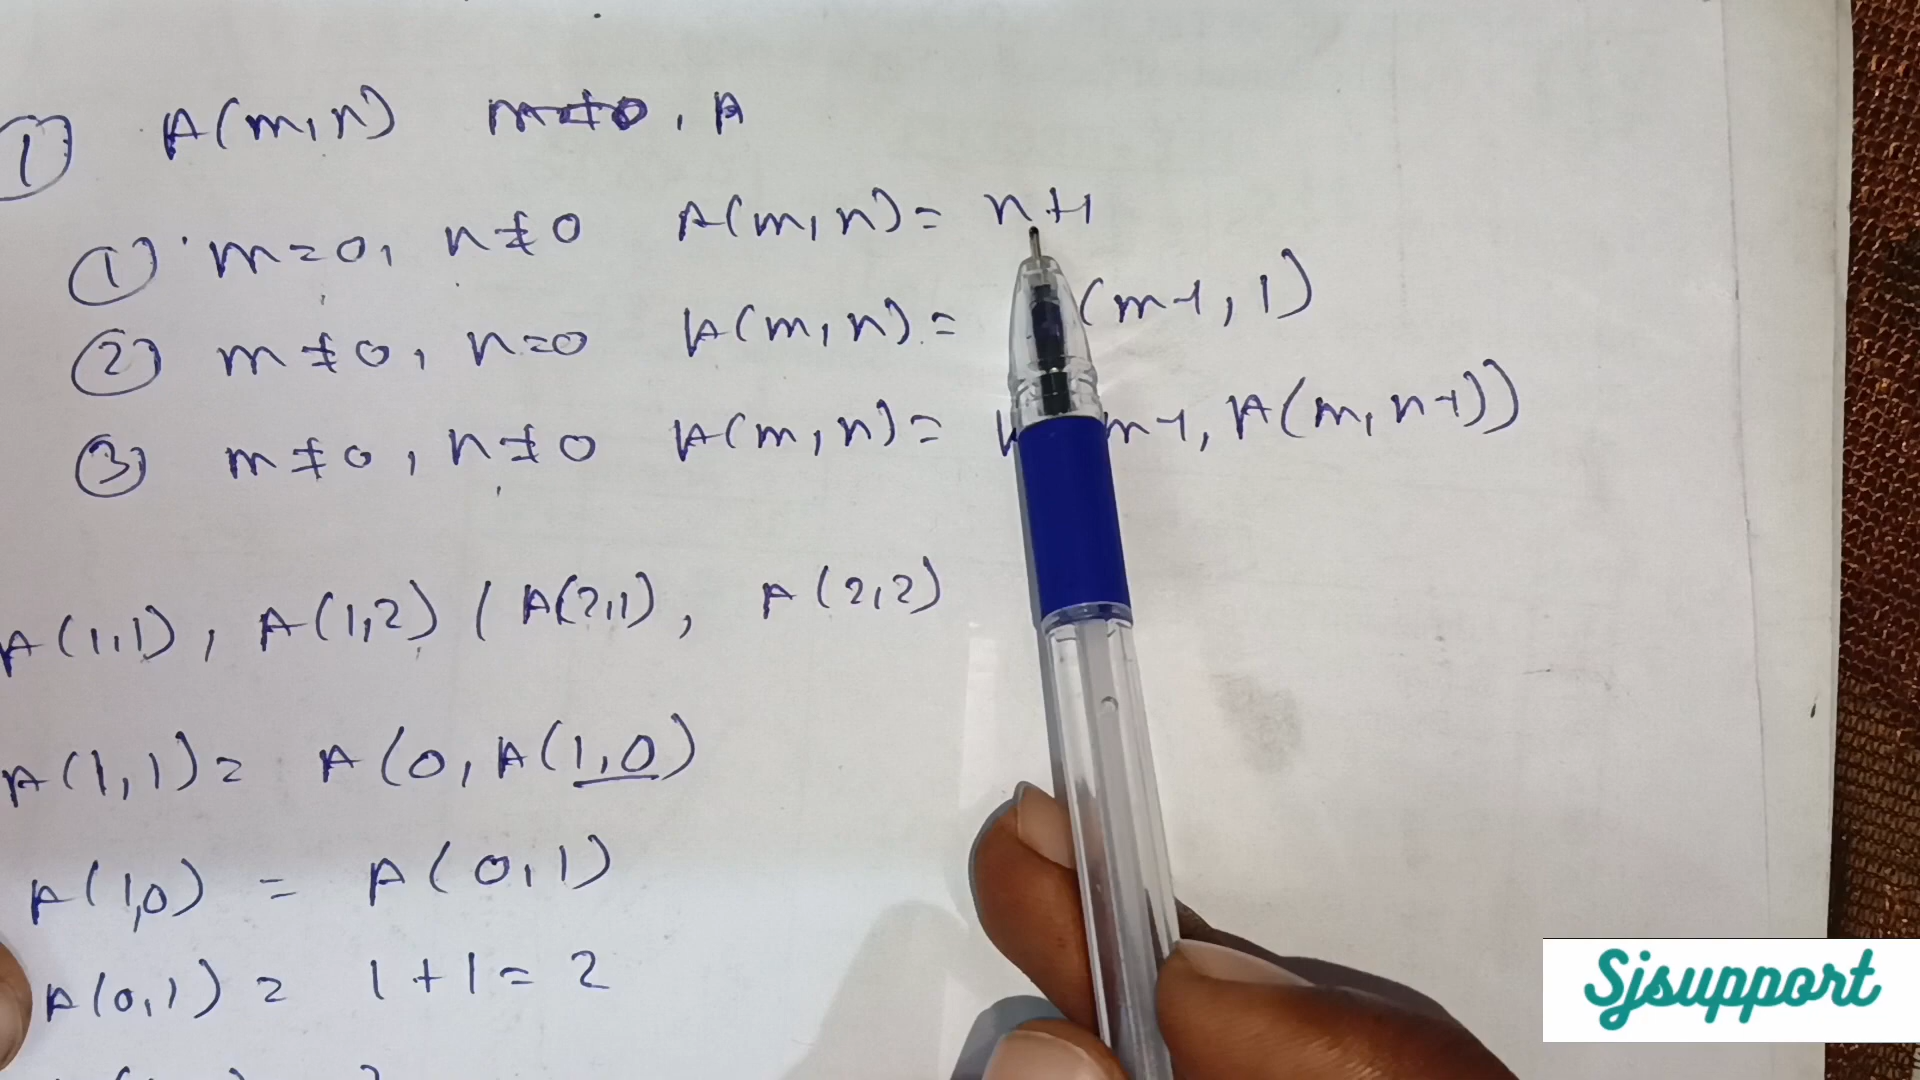 ① A(m,n) m≠0, A
① m=0, n≠0 A(m,n)= n+1
② m≠0, n=0 A(m,n)= (m-1, 1)
③ m≠0, n≠0 A(m,n)= m-1, A(m,n-1))
A(1,1), A(1,2) / A(2,1), A(2,2)
A(1,1)= A(0, A(1,0)
A(1,0) = A(0,1)
A(0,1) = 1+1=2
Sjsupport